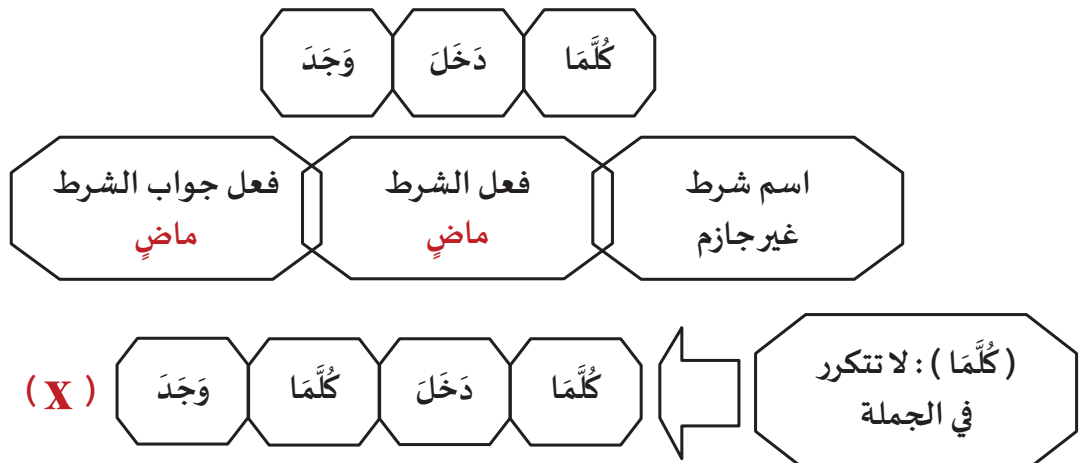 كُلَّمَا دَخَلَ وَجَدَ
اسم شرط فعل الشرط فعل جواب الشرط
غير جازم ماضٍ ماضٍ
(كُلَّمَا): لا تتكرر
في الجملة
كُلَّمَا دَخَلَ كُلَّمَا وَجَدَ (X)